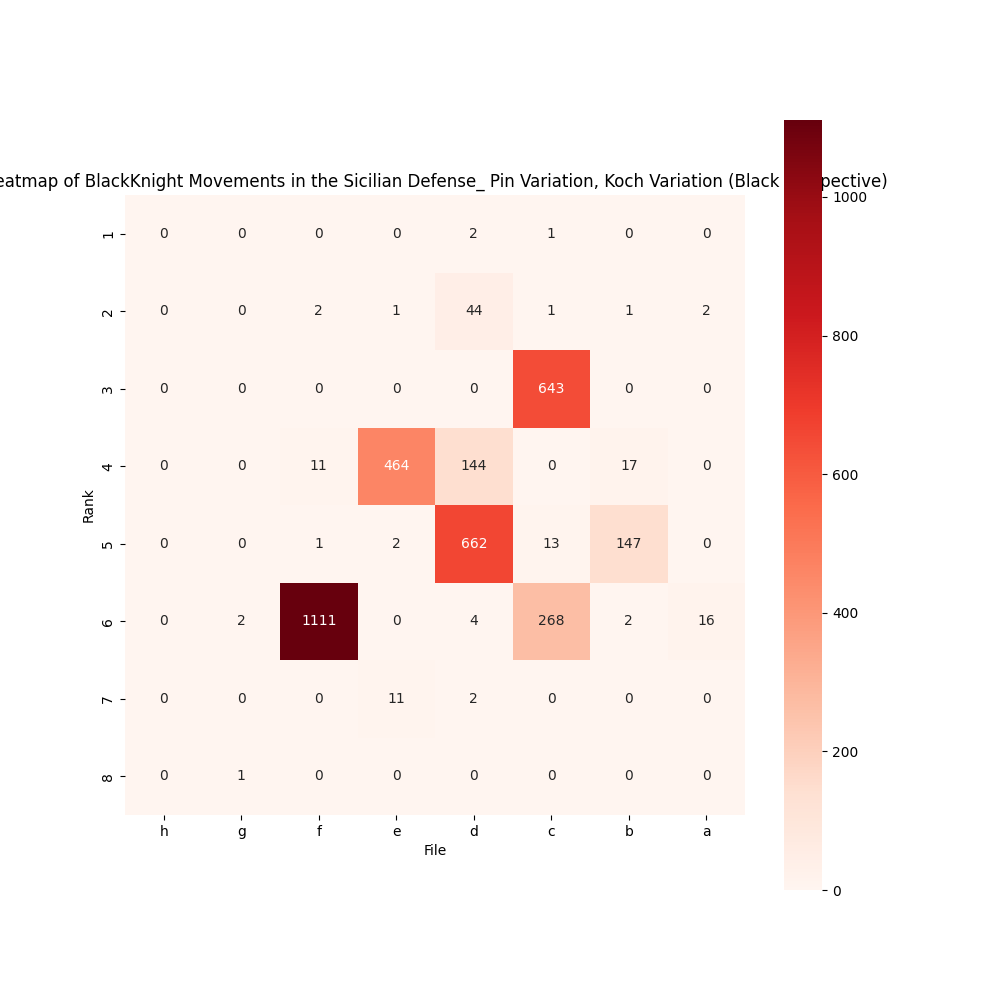 eatmap of BlackKnight Movements in the Sicilian Defense_ Pin Variation, Koch Variation (Black pective)
1 0 0 0 0 2 1 0 0
2 0 0 2 1 44 1 1 2
3 0 0 0 0 0 643 0 0
4 0 0 11 464 144 0 17 0
Rank
5 0 0 1 2 662 13 147 0
6 0 2 1111 0 4 268 2 16
7 0 0 0 11 2 0 0 0
8 0 1 0 0 0 0 0 0
h g f e d c b a
File
1000
800
600
400
200
0